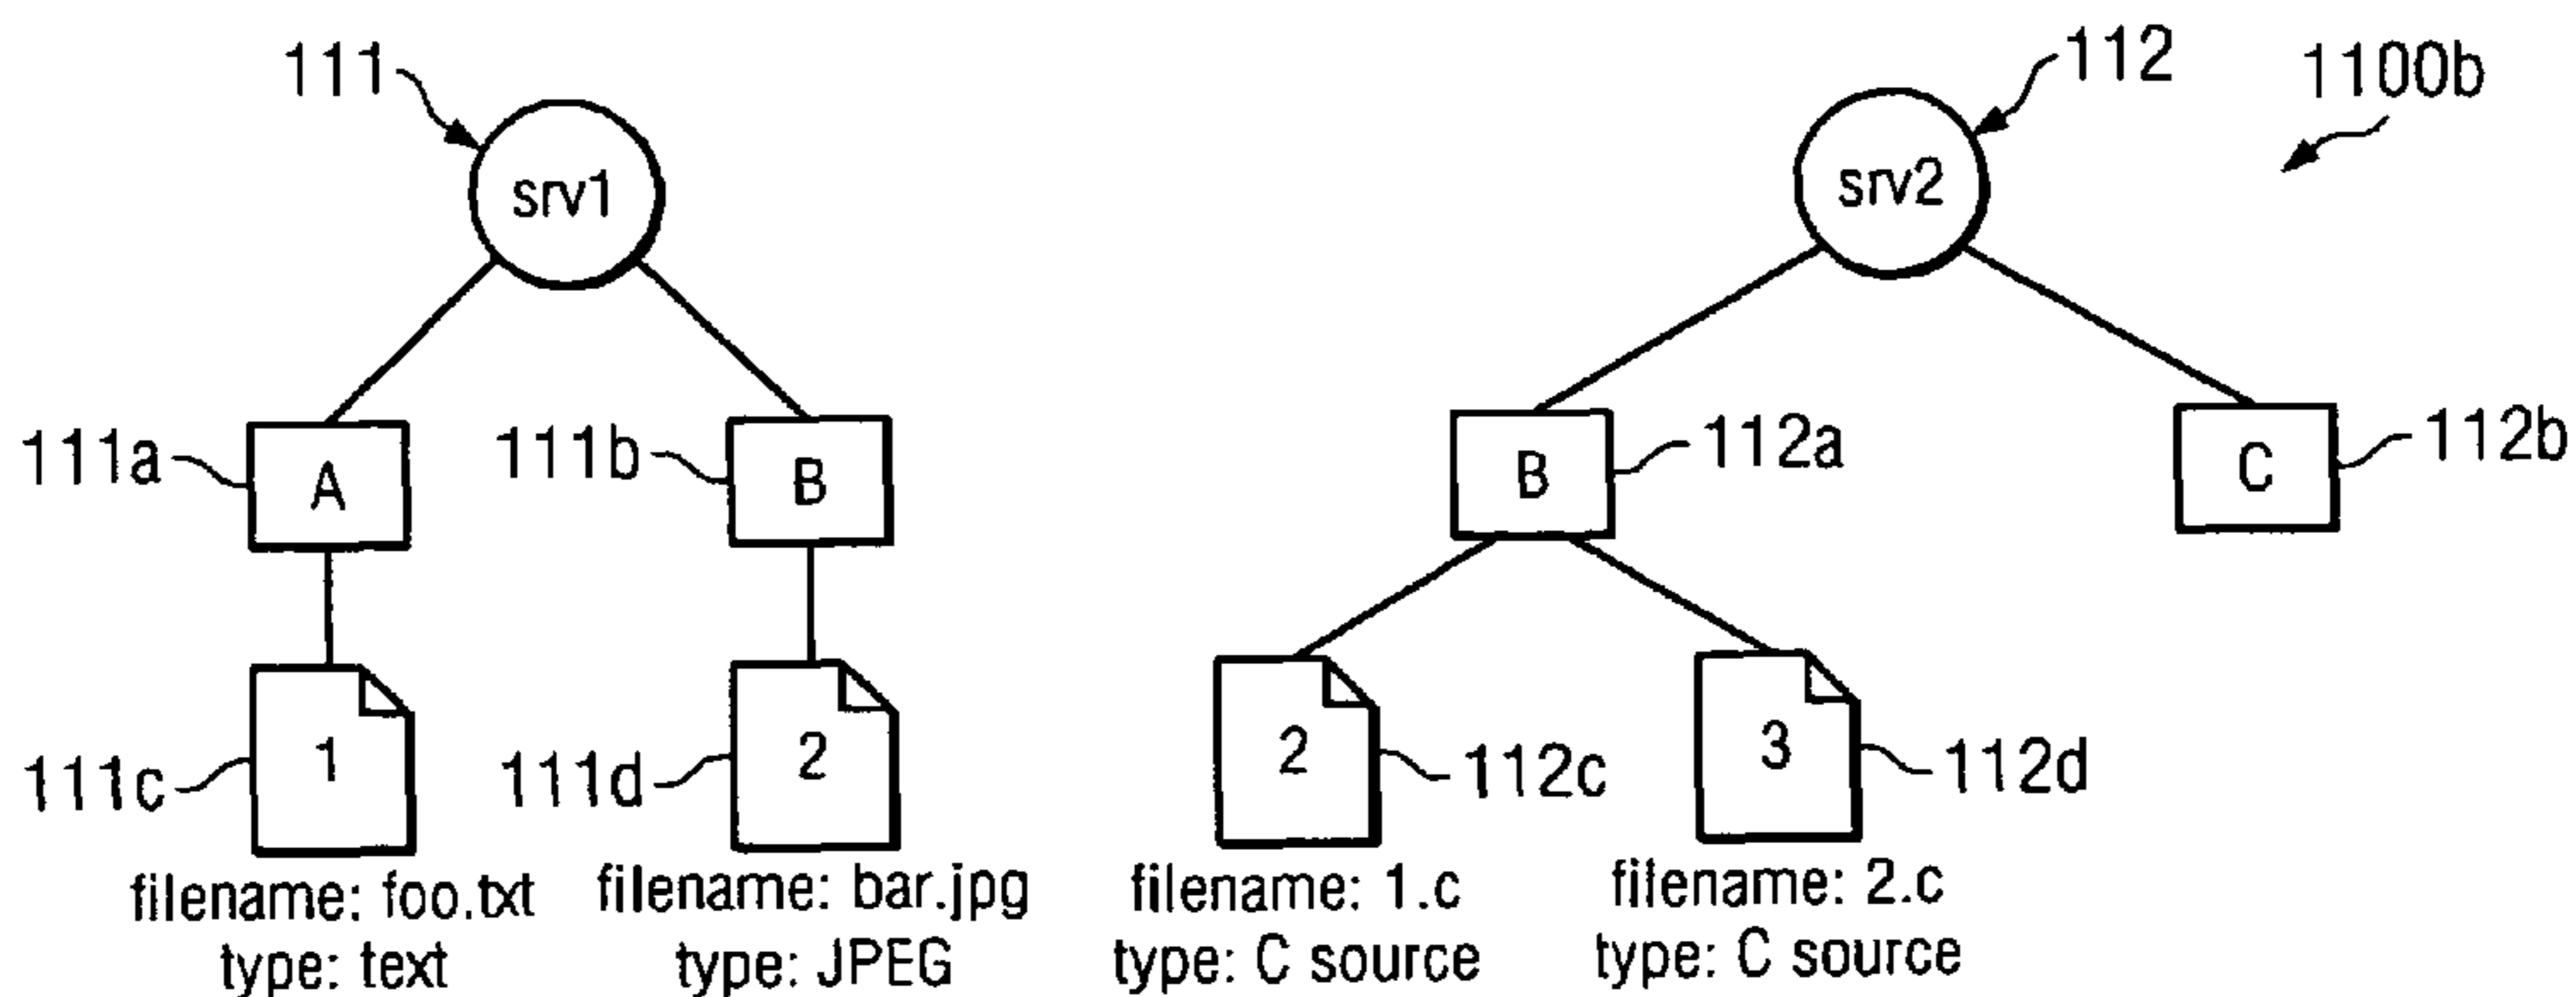 111
112
1100b
srv1
srv2
111a
A
111b
B
B
112a
C
112b
111c
1
111d
2
2
112c
3
112d
filename: foo.txt
type: text
filename: bar.jpg
type: JPEG
filename: 1.c
type: C source
filename: 2.c
type: C source